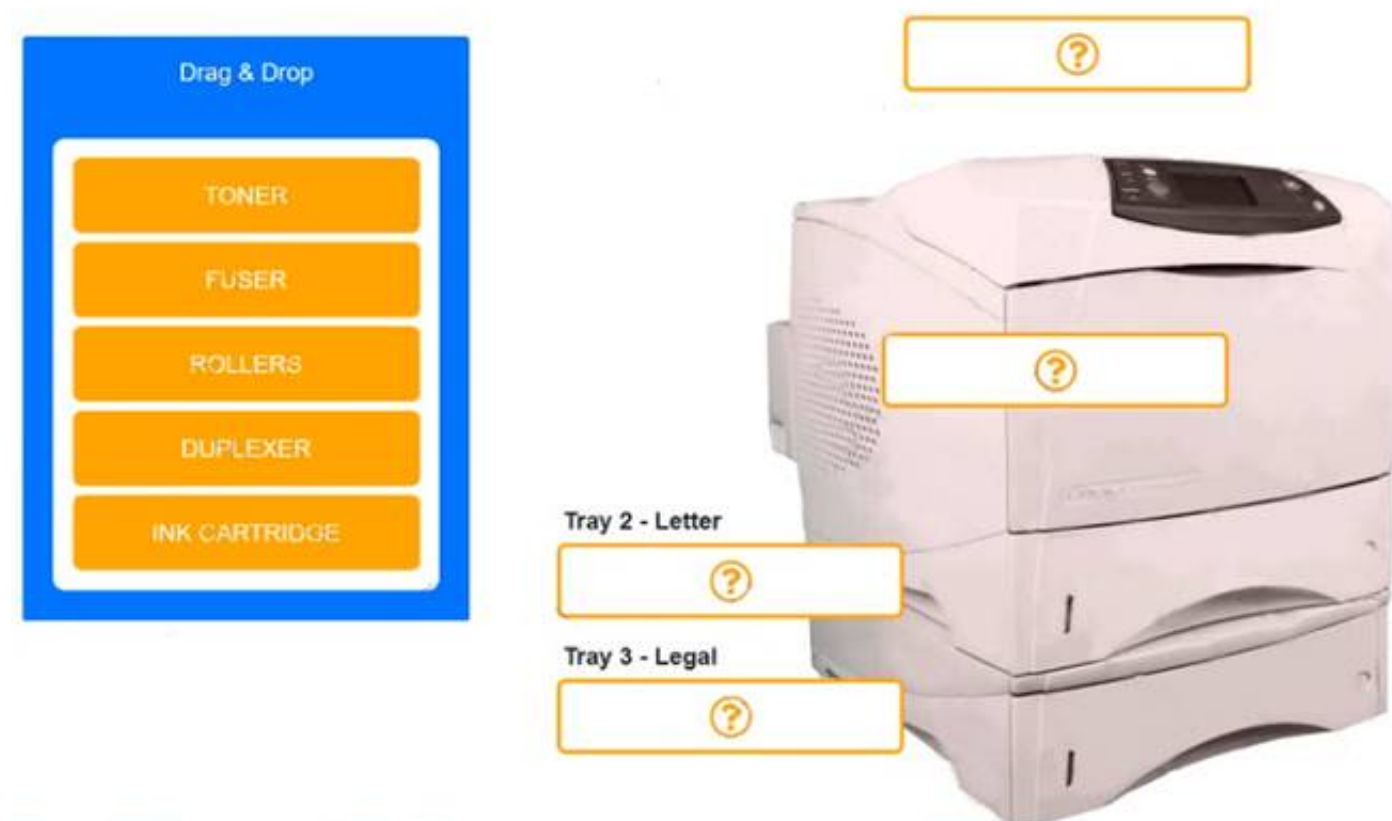 Drag & Drop
TONER
FUSER
ROLLERS
DUPLEXER
INK CARTRIDGE
?
?
Tray 2 - Letter
?
Tray 3 - Legal
?